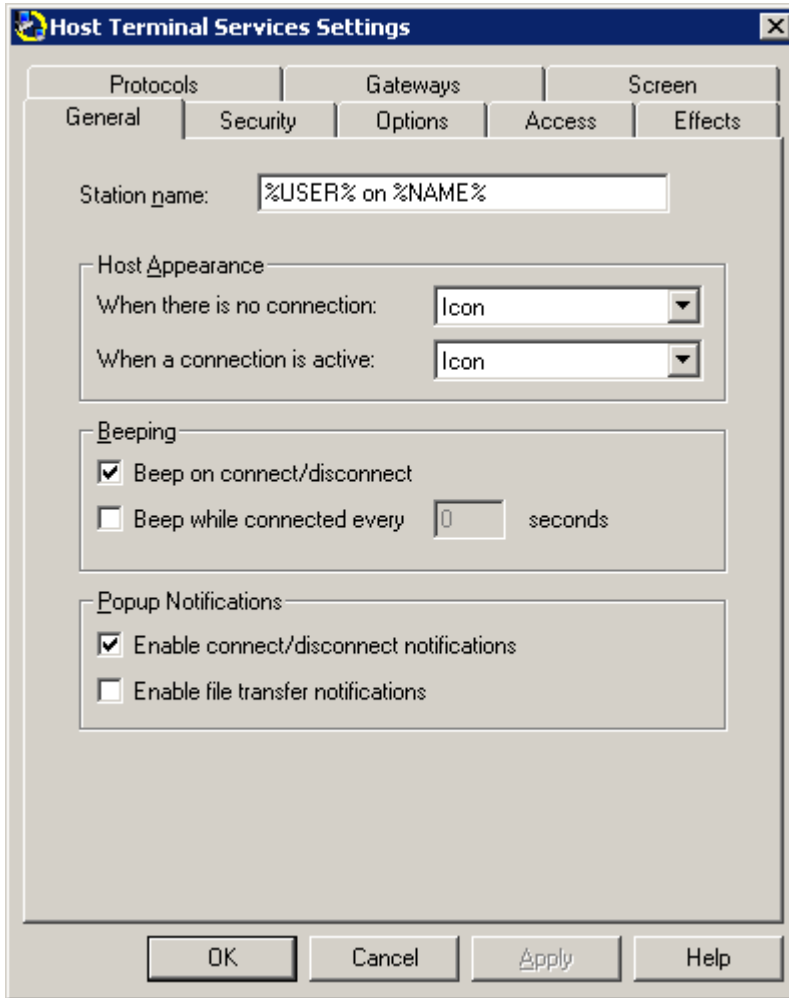 Host Terminal Services Settings
Protocols Gateways Screen
General Security Options Access Effects
Station name: %USER% on %NAME%
Host Appearance
When there is no connection: Icon
When a connection is active: Icon
Beeping
Beep on connect/disconnect
Beep while connected every 0 seconds
Popup Notifications
Enable connect/disconnect notifications
Enable file transfer notifications
OK Cancel Apply Help